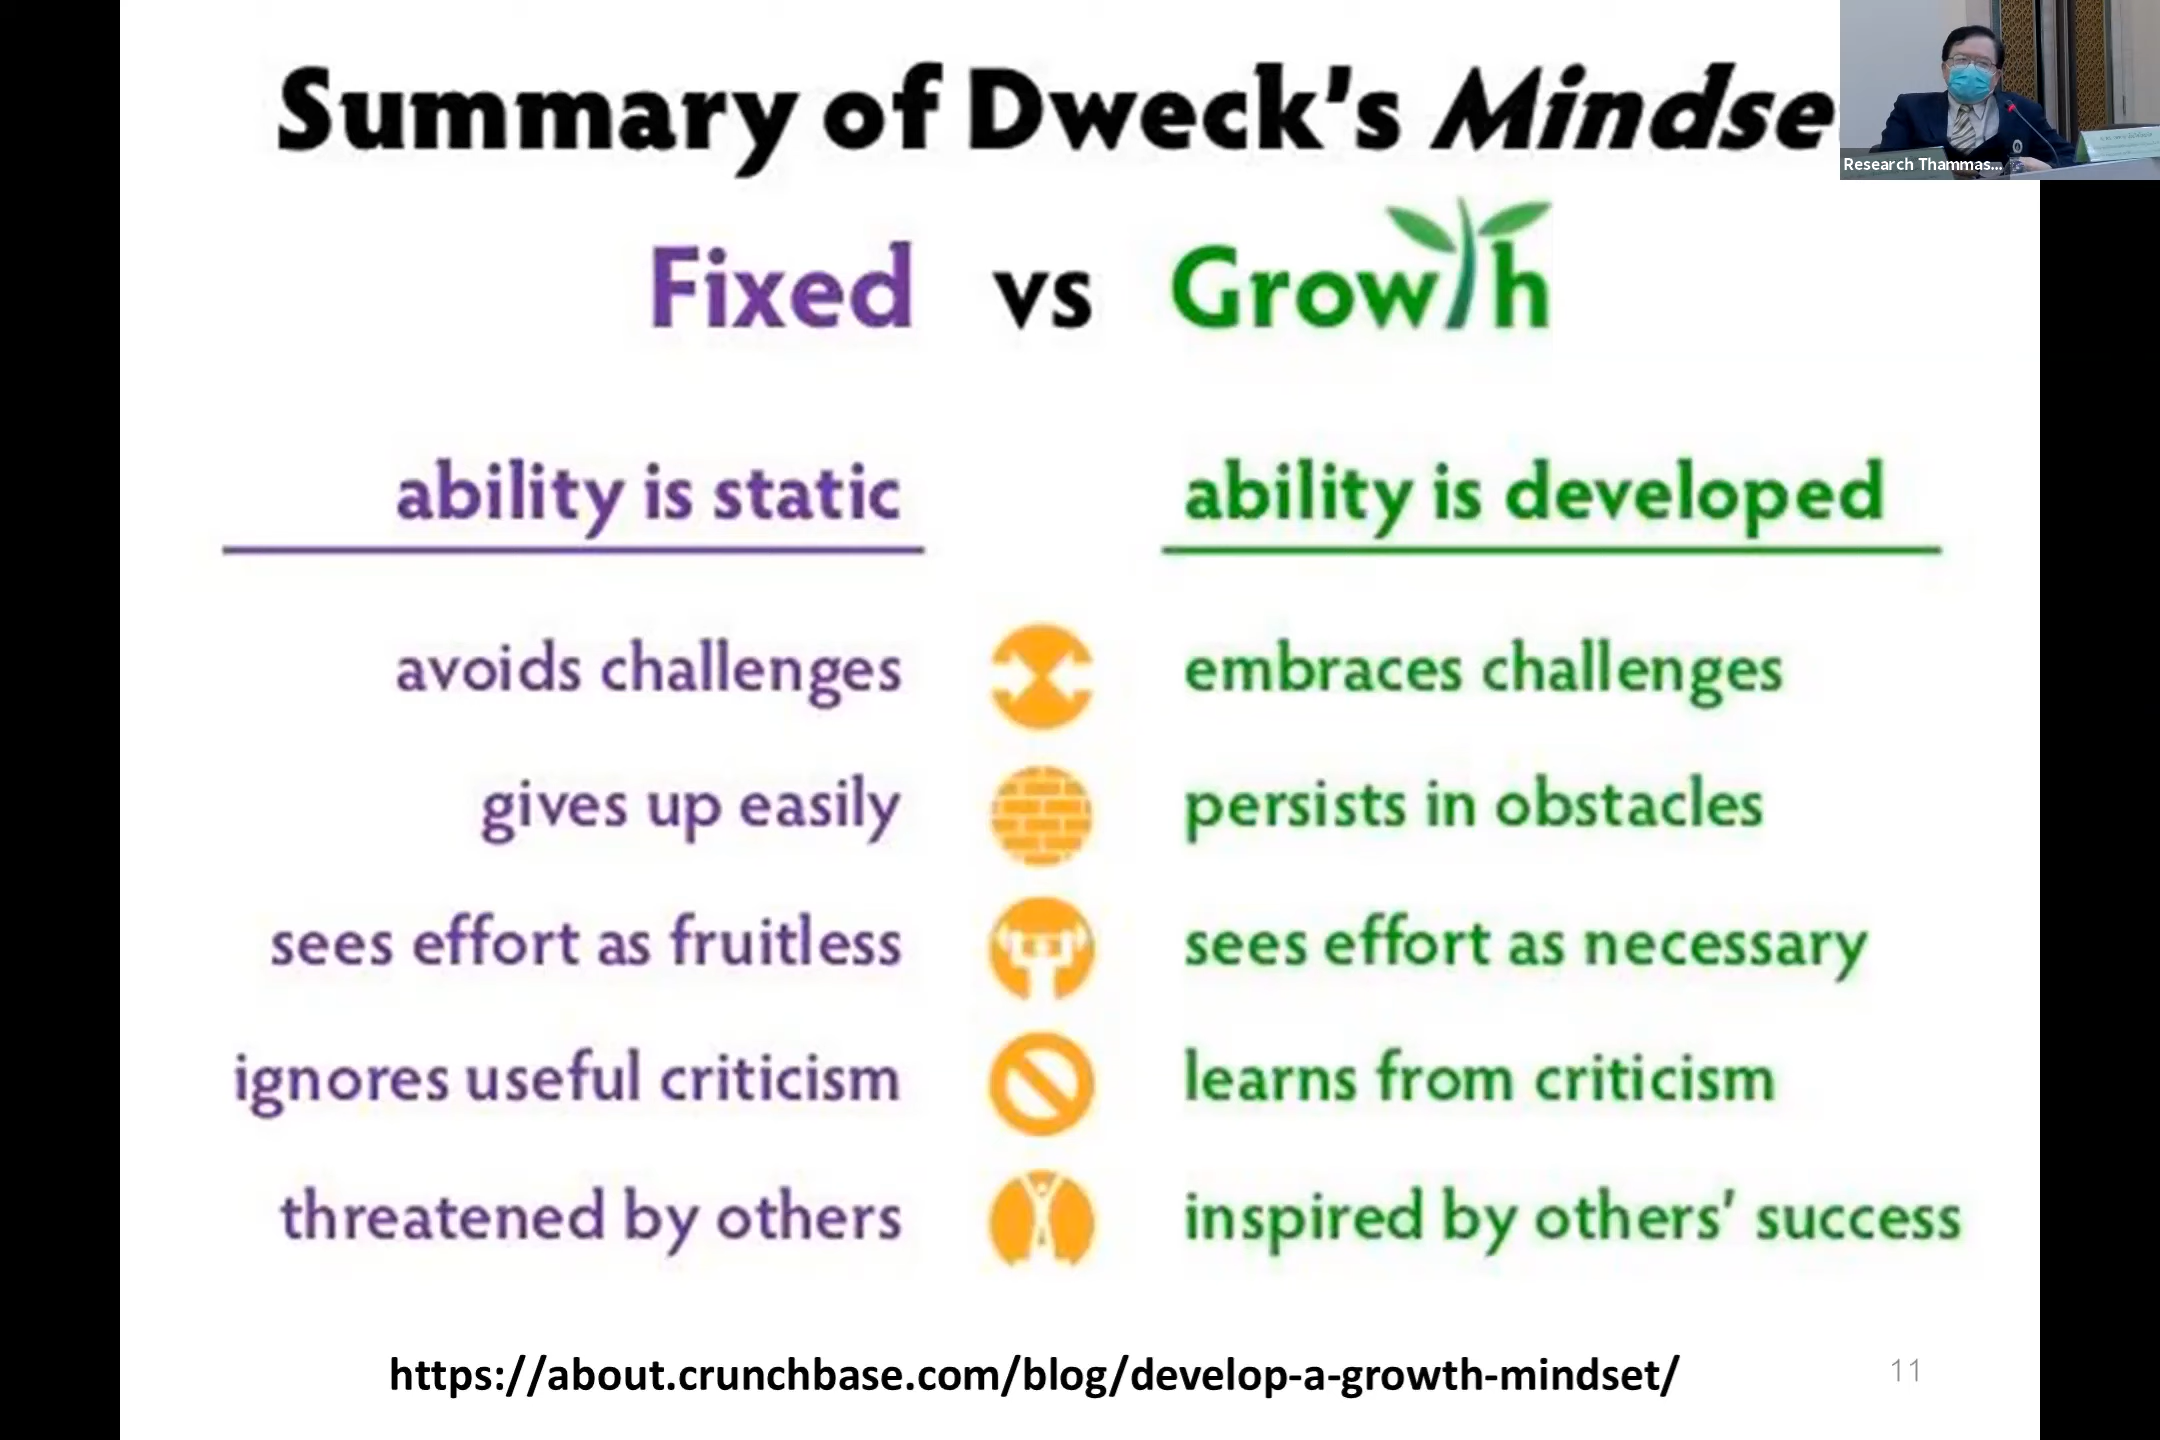 Summary of Dweck's Mindse
Research Thammas...
Fixed vs Growth
ability is static
ability is developed
avoids challenges
embraces challenges
gives up easily
persists in obstacles
sees effort as fruitless
sees effort as necessary
ignores useful criticism
learns from criticism
threatened by others
inspired by others' success
https://about.crunchbase.com/blog/develop-a-growth-mindset/
11